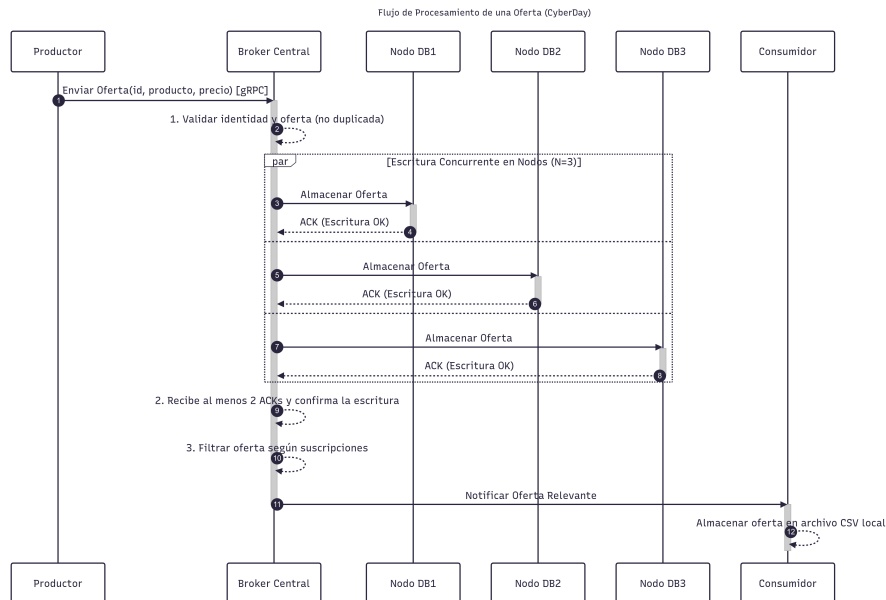 Flujo de Procesamiento de una Oferta (CyberDay)
Productor
Broker Central
Nodo DB1
Nodo DB2
Nodo DB3
Consumidor
1
Enviar Oferta(id, producto, precio) [gRPC]
1. Validar identidad y oferta (no duplicada)
2
par
[Escritura Concurrente en Nodos (N=3)]
Almacenar Oferta
3
ACK (Escritura OK)
4
Almacenar Oferta
5
ACK (Escritura OK)
6
Almacenar Oferta
7
ACK (Escritura OK)
8
2. Recibe al menos 2 ACKs y confirma la escritura
9
3. Filtrar oferta según suscripciones
10
Notificar Oferta Relevante
11
Almacenar oferta en archivo CSV local
12
Productor
Broker Central
Nodo DB1
Nodo DB2
Nodo DB3
Consumidor